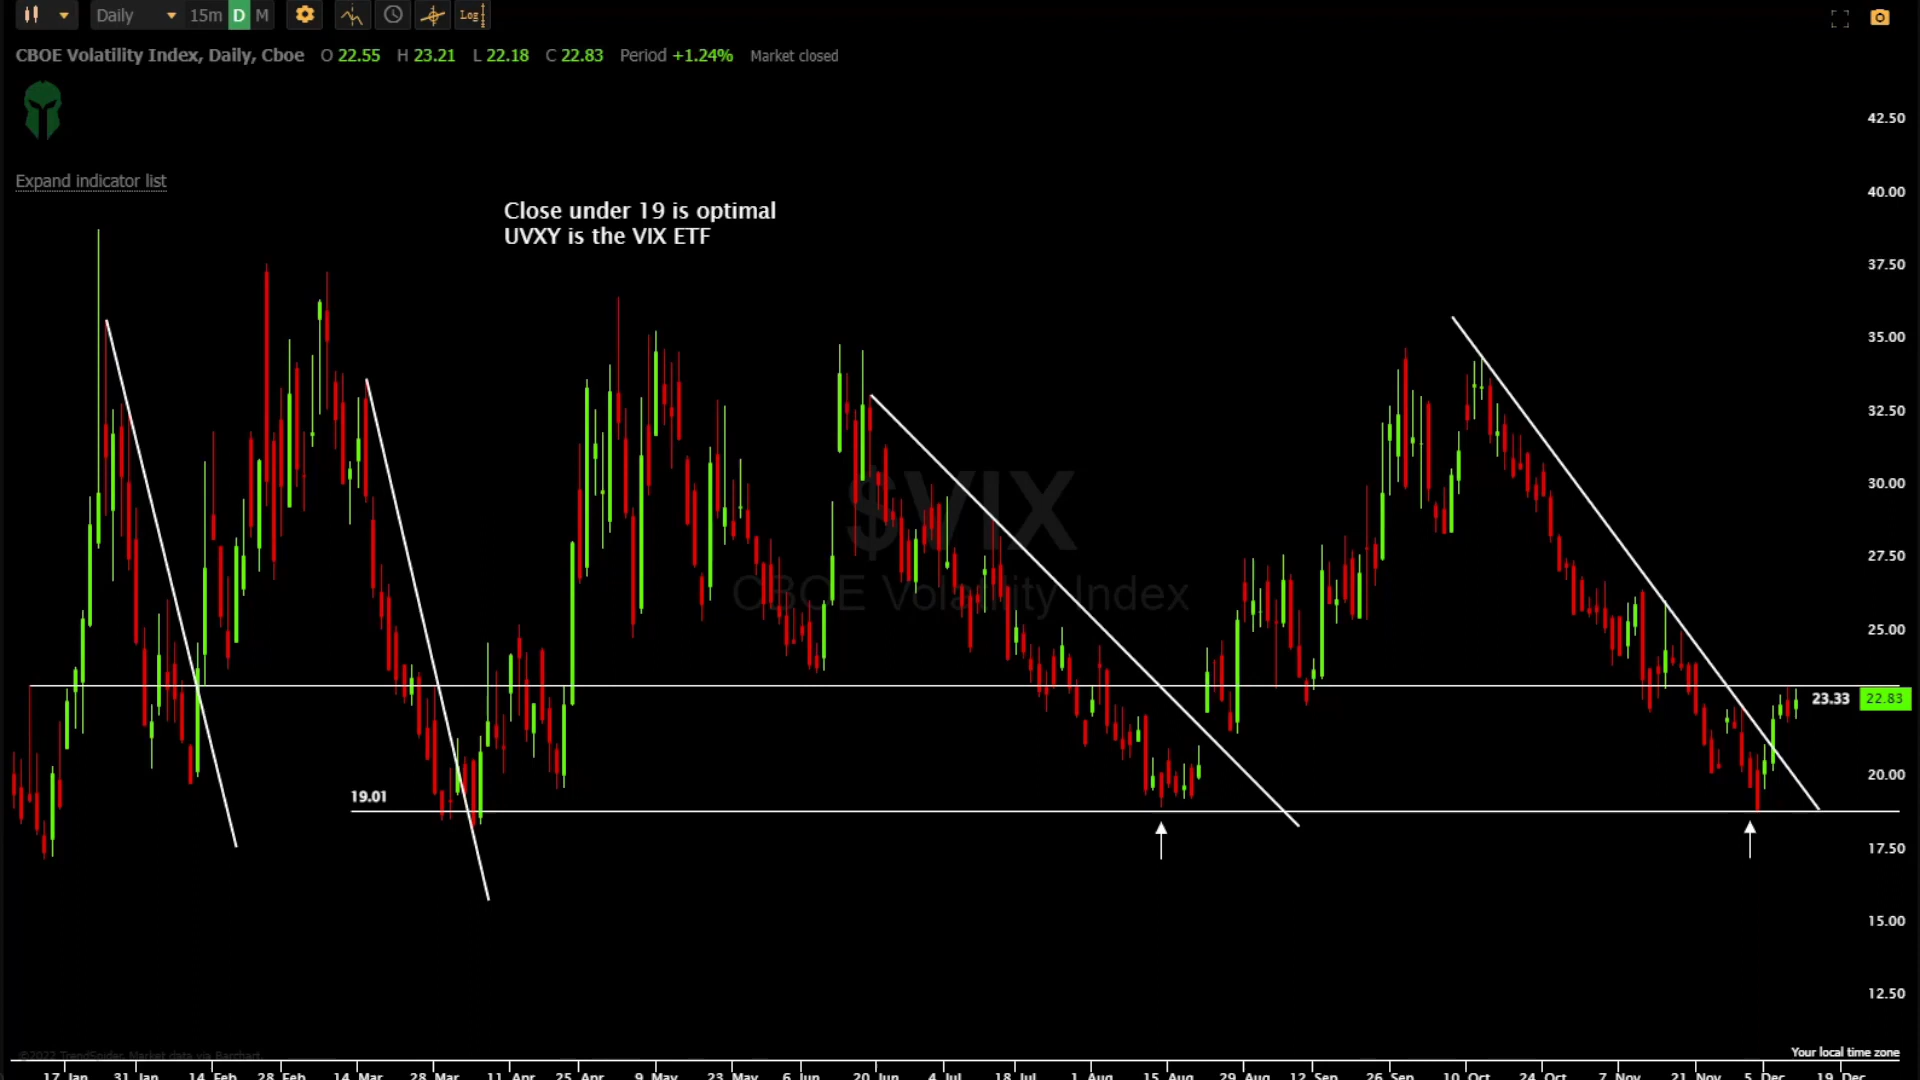 Daily 15m D M Log
CBOE Volatility Index, Daily, Cboe O 22.55 H 23.21 L 22.18 C 22.83 Period +1.24% Market closed
Expand indicator list
Close under 19 is optimal
UVXY is the VIX ETF
$VIX
CBOE Volatility Index
42.50
40.00
37.50
35.00
32.50
30.00
27.50
25.00
23.33 22.83
20.00
19.01
17.50
15.00
12.50
©2022 TrendSpider. Market data via Barchart.
Your local time zone
17 Jan 31 Jan 14 Feb 28 Feb 14 Mar 28 Mar 11 Apr 25 Apr 9 May 23 May 6 Jun 20 Jun 4 Jul 18 Jul 1 Aug 15 Aug 29 Aug 12 Sep 26 Sep 10 Oct 24 Oct 7 Nov 21 Nov 5 Dec 19 Dec